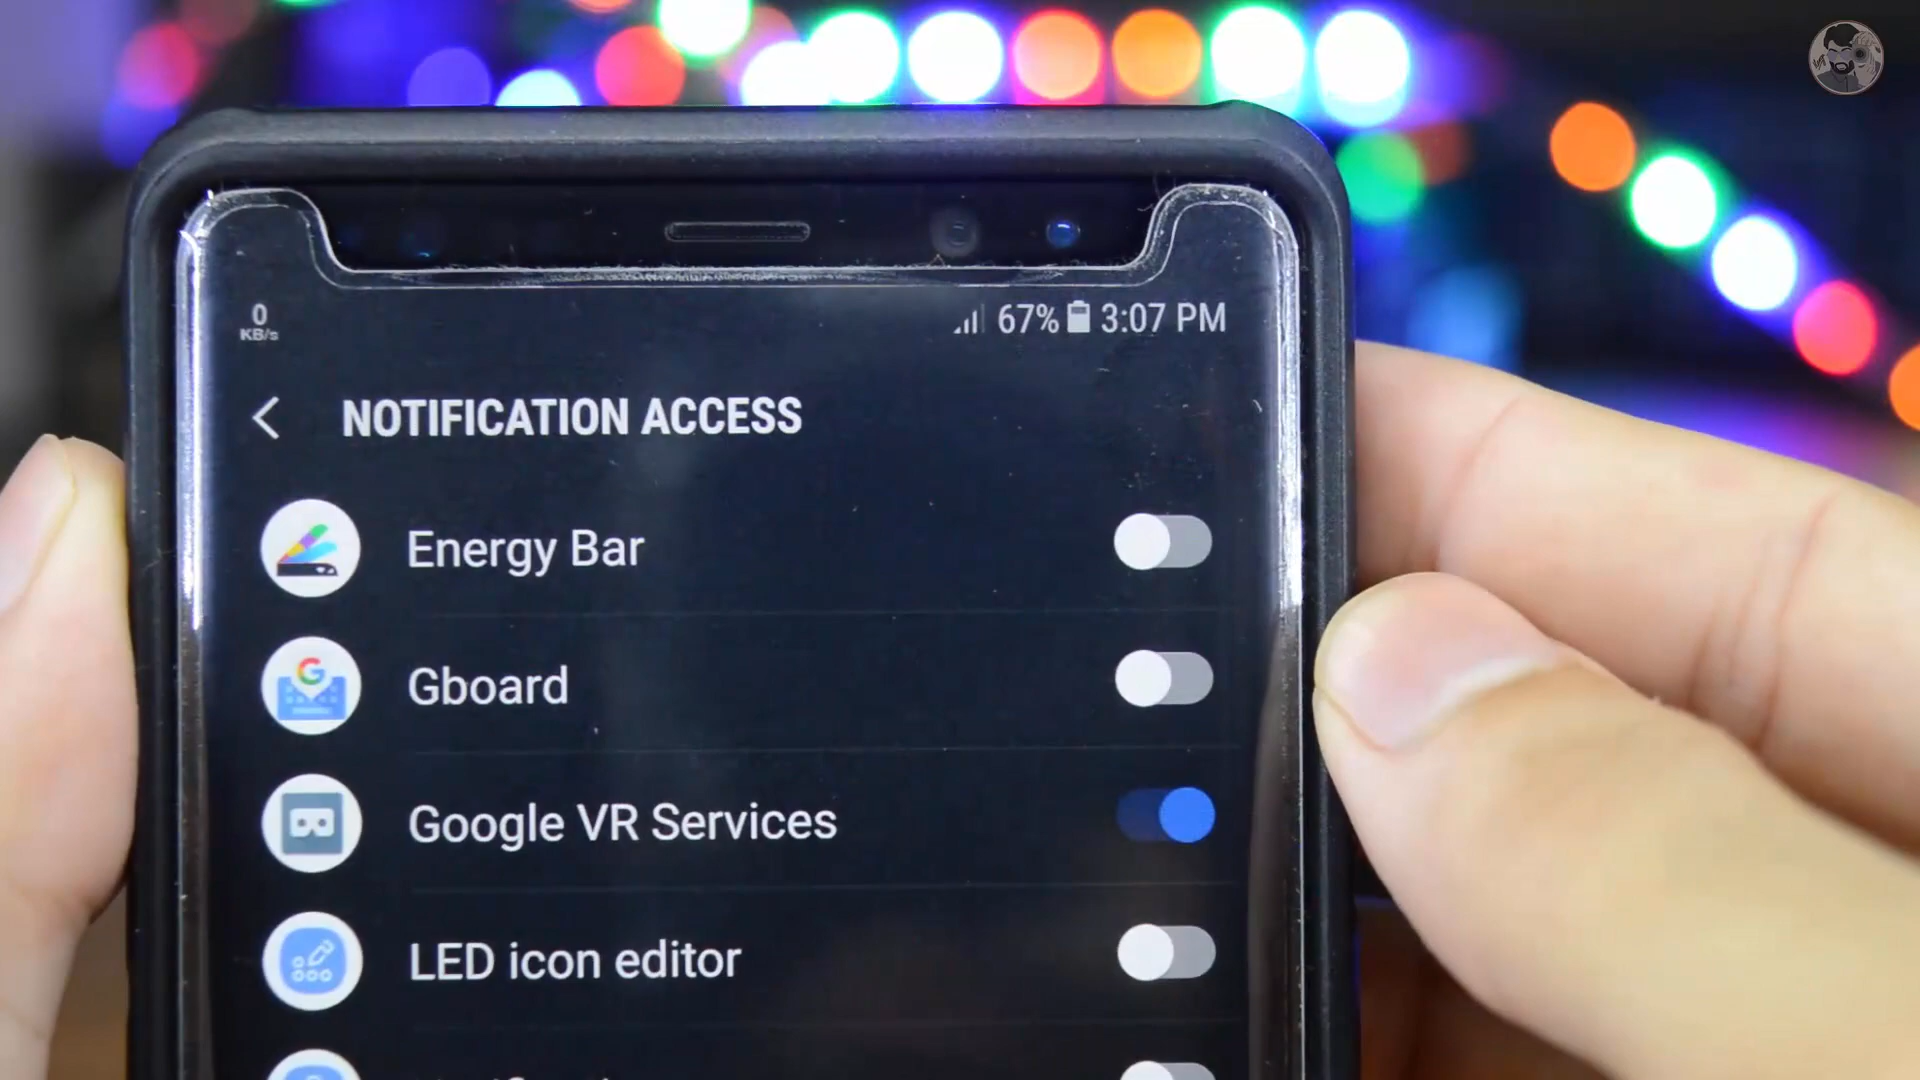 0
KB/s
67% 3:07 PM
NOTIFICATION ACCESS
Energy Bar
Gboard
Google VR Services
LED icon editor